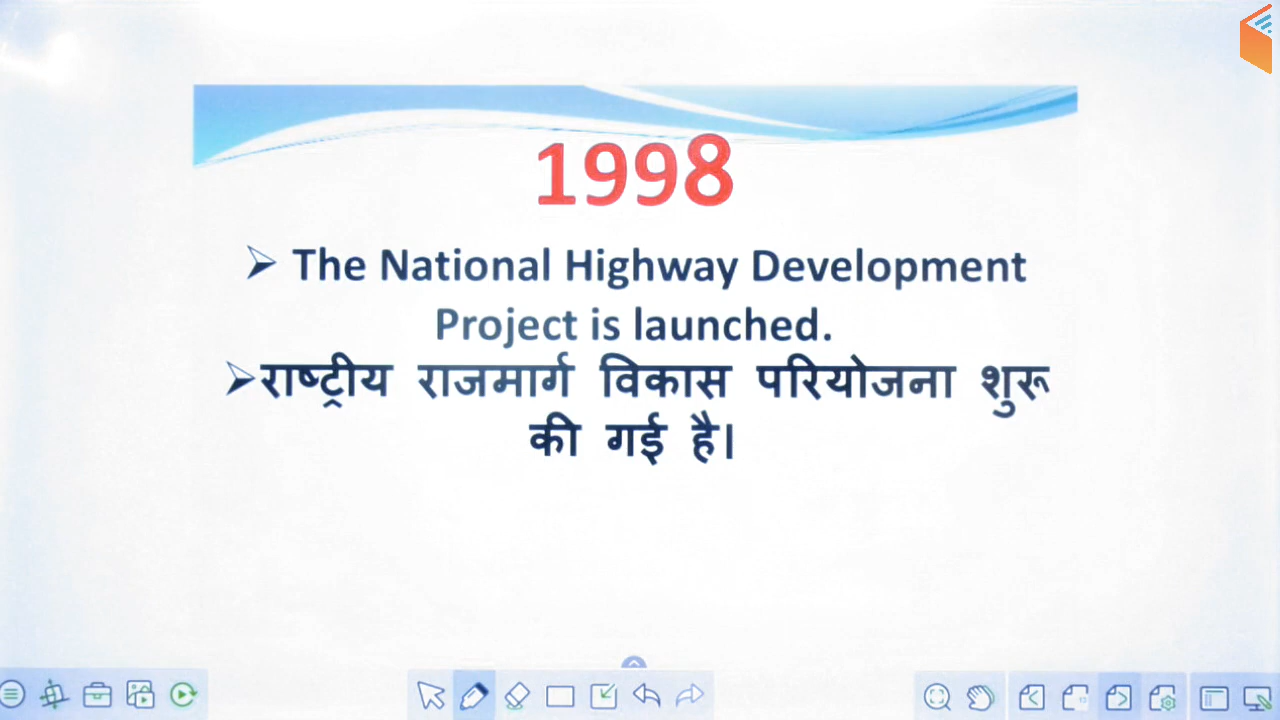 1998
➢ The National Highway Development
Project is launched.
➢राष्ट्रीय राजमार्ग विकास परियोजना शुरू
की गई है।